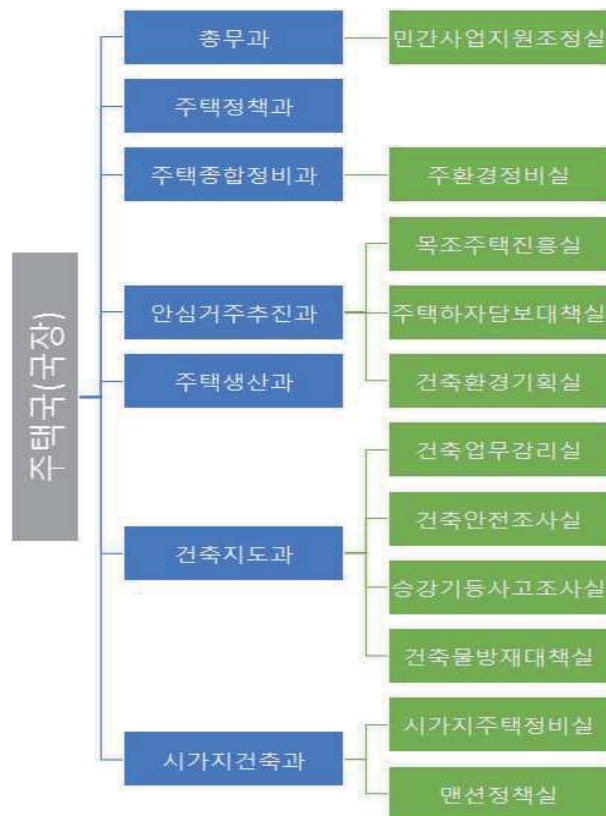 주택국(국장)
총무과
민간사업지원조정실
주택정책과
주택종합정비과
주환경정비실
안심거주추진과
목조주택진흥실
주택하자담보대책실
건축환경기획실
주택생산과
건축지도과
건축업무감리실
건축안전조사실
승강기등사고조사실
건축물방재대책실
시가지건축과
시가지주택정비실
맨션정책실